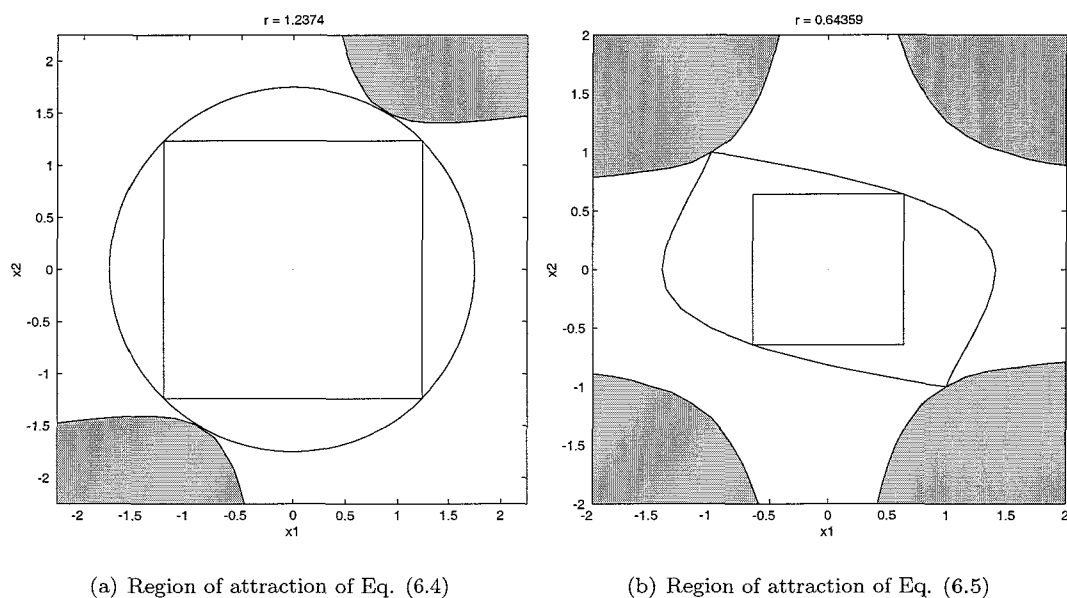 r = 1.2374
2
1.5
1
0.5
0
-0.5
-1
-1.5
-2
x2
-2 -1.5 -1 -0.5 0 0.5 1 1.5 2
x1
(a) Region of attraction of Eq. (6.4)
r = 0.64359
2
1.5
1
0.5
0
-0.5
-1
-1.5
-2
x2
-2 -1.5 -1 -0.5 0 0.5 1 1.5 2
x1
(b) Region of attraction of Eq. (6.5)